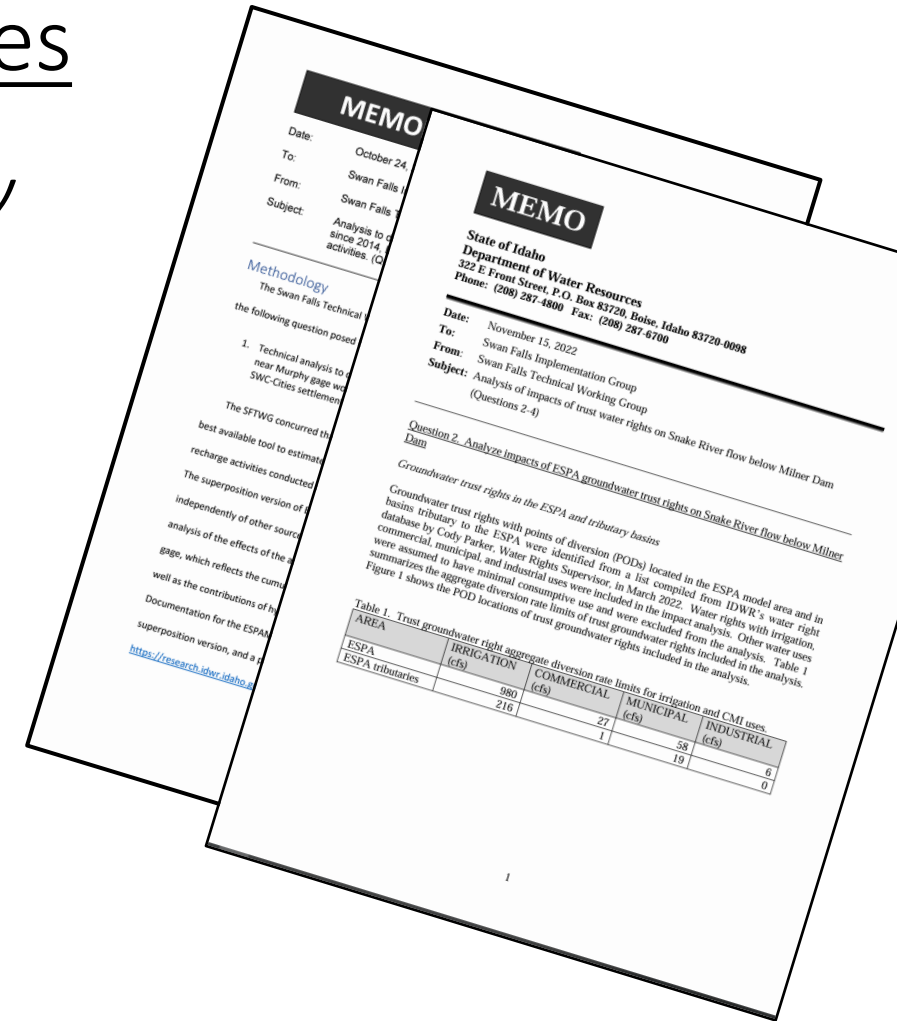 es
y
MEMO
Date:
October 24,
To:
Swan Falls
From:
Swan Falls
Subject:
Analysis to
since 2014,
activities. (Q
Methodology
The Swan Falls Technical
the following question posed
1. Technical analysis to
near Murphy gage wo
SWC-Cities settlemen
The SFTWG concurred th
best available tool to estimate
recharge activities conducted
The superposition version of
independently of other source
analysis of the effects of the a
gage, which reflects the cumu
well as the contributions of h
Documentation for the ESPAM
superposition version, and a p
https://research.idwr.idaho.g
MEMO
State of Idaho
Department of Water Resources
322 E Front Street, P.O. Box 83720, Boise, Idaho 83720-0098
Phone: (208) 287-4800 Fax: (208) 287-6700
Date: November 15, 2022
To: Swan Falls Implementation Group
From: Swan Falls Technical Working Group
Subject: Analysis of impacts of trust water rights on Snake River flow below Milner Dam
(Questions 2-4)
Question 2. Analyze impacts of ESPA groundwater trust rights on Snake River flow below Milner
Dam
Groundwater trust rights in the ESPA and tributary basins
Groundwater trust rights with points of diversion (PODs) located in the ESPA model area and in
basins tributary to the ESPA were identified from a list compiled from IDWR's water right
database by Cody Parker, Water Rights Supervisor, in March 2022. Water rights with irrigation,
commercial, municipal, and industrial uses were included in the impact analysis. Other water uses
were assumed to have minimal consumptive use and were excluded from the analysis. Table 1
summarizes the aggregate diversion rate limits of trust groundwater rights included in the analysis.
Figure 1 shows the POD locations of trust groundwater rights included in the analysis.
Table 1. Trust groundwater right aggregate diversion rate limits for irrigation and CMI uses.
AREA IRRIGATION (cfs) COMMERCIAL (cfs) MUNICIPAL (cfs) INDUSTRIAL (cfs)
ESPA 980 27 58 6
ESPA tributaries 216 1 19 0
1